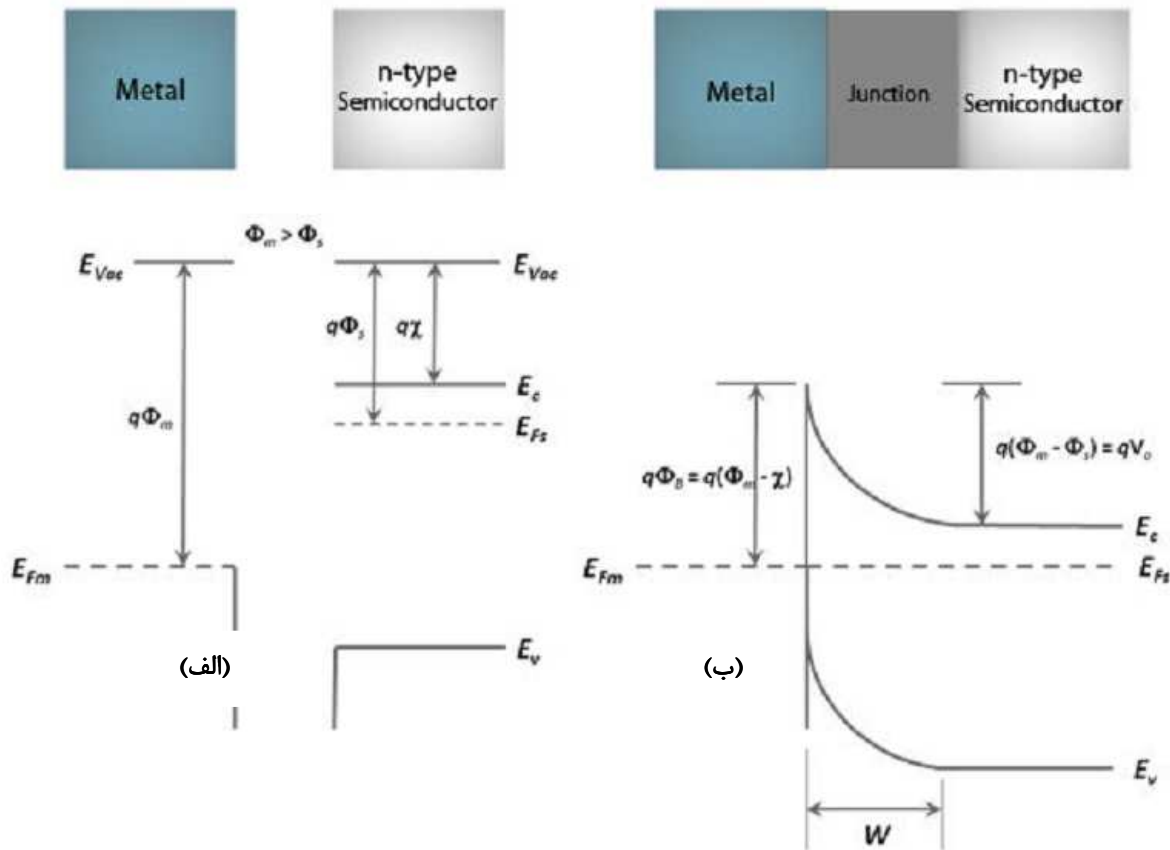 Metal
n-type
Semiconductor
Φm > Φs
EVac
EVac
qΦs
qχ
qΦm
Ec
EFs
EFm
Ev
(الف)
Metal
Junction
n-type
Semiconductor
qΦB = q(Φm - χ)
q(Φm - Φs) = qVo
Ec
EFm
EFs
(ب)
Ev
W